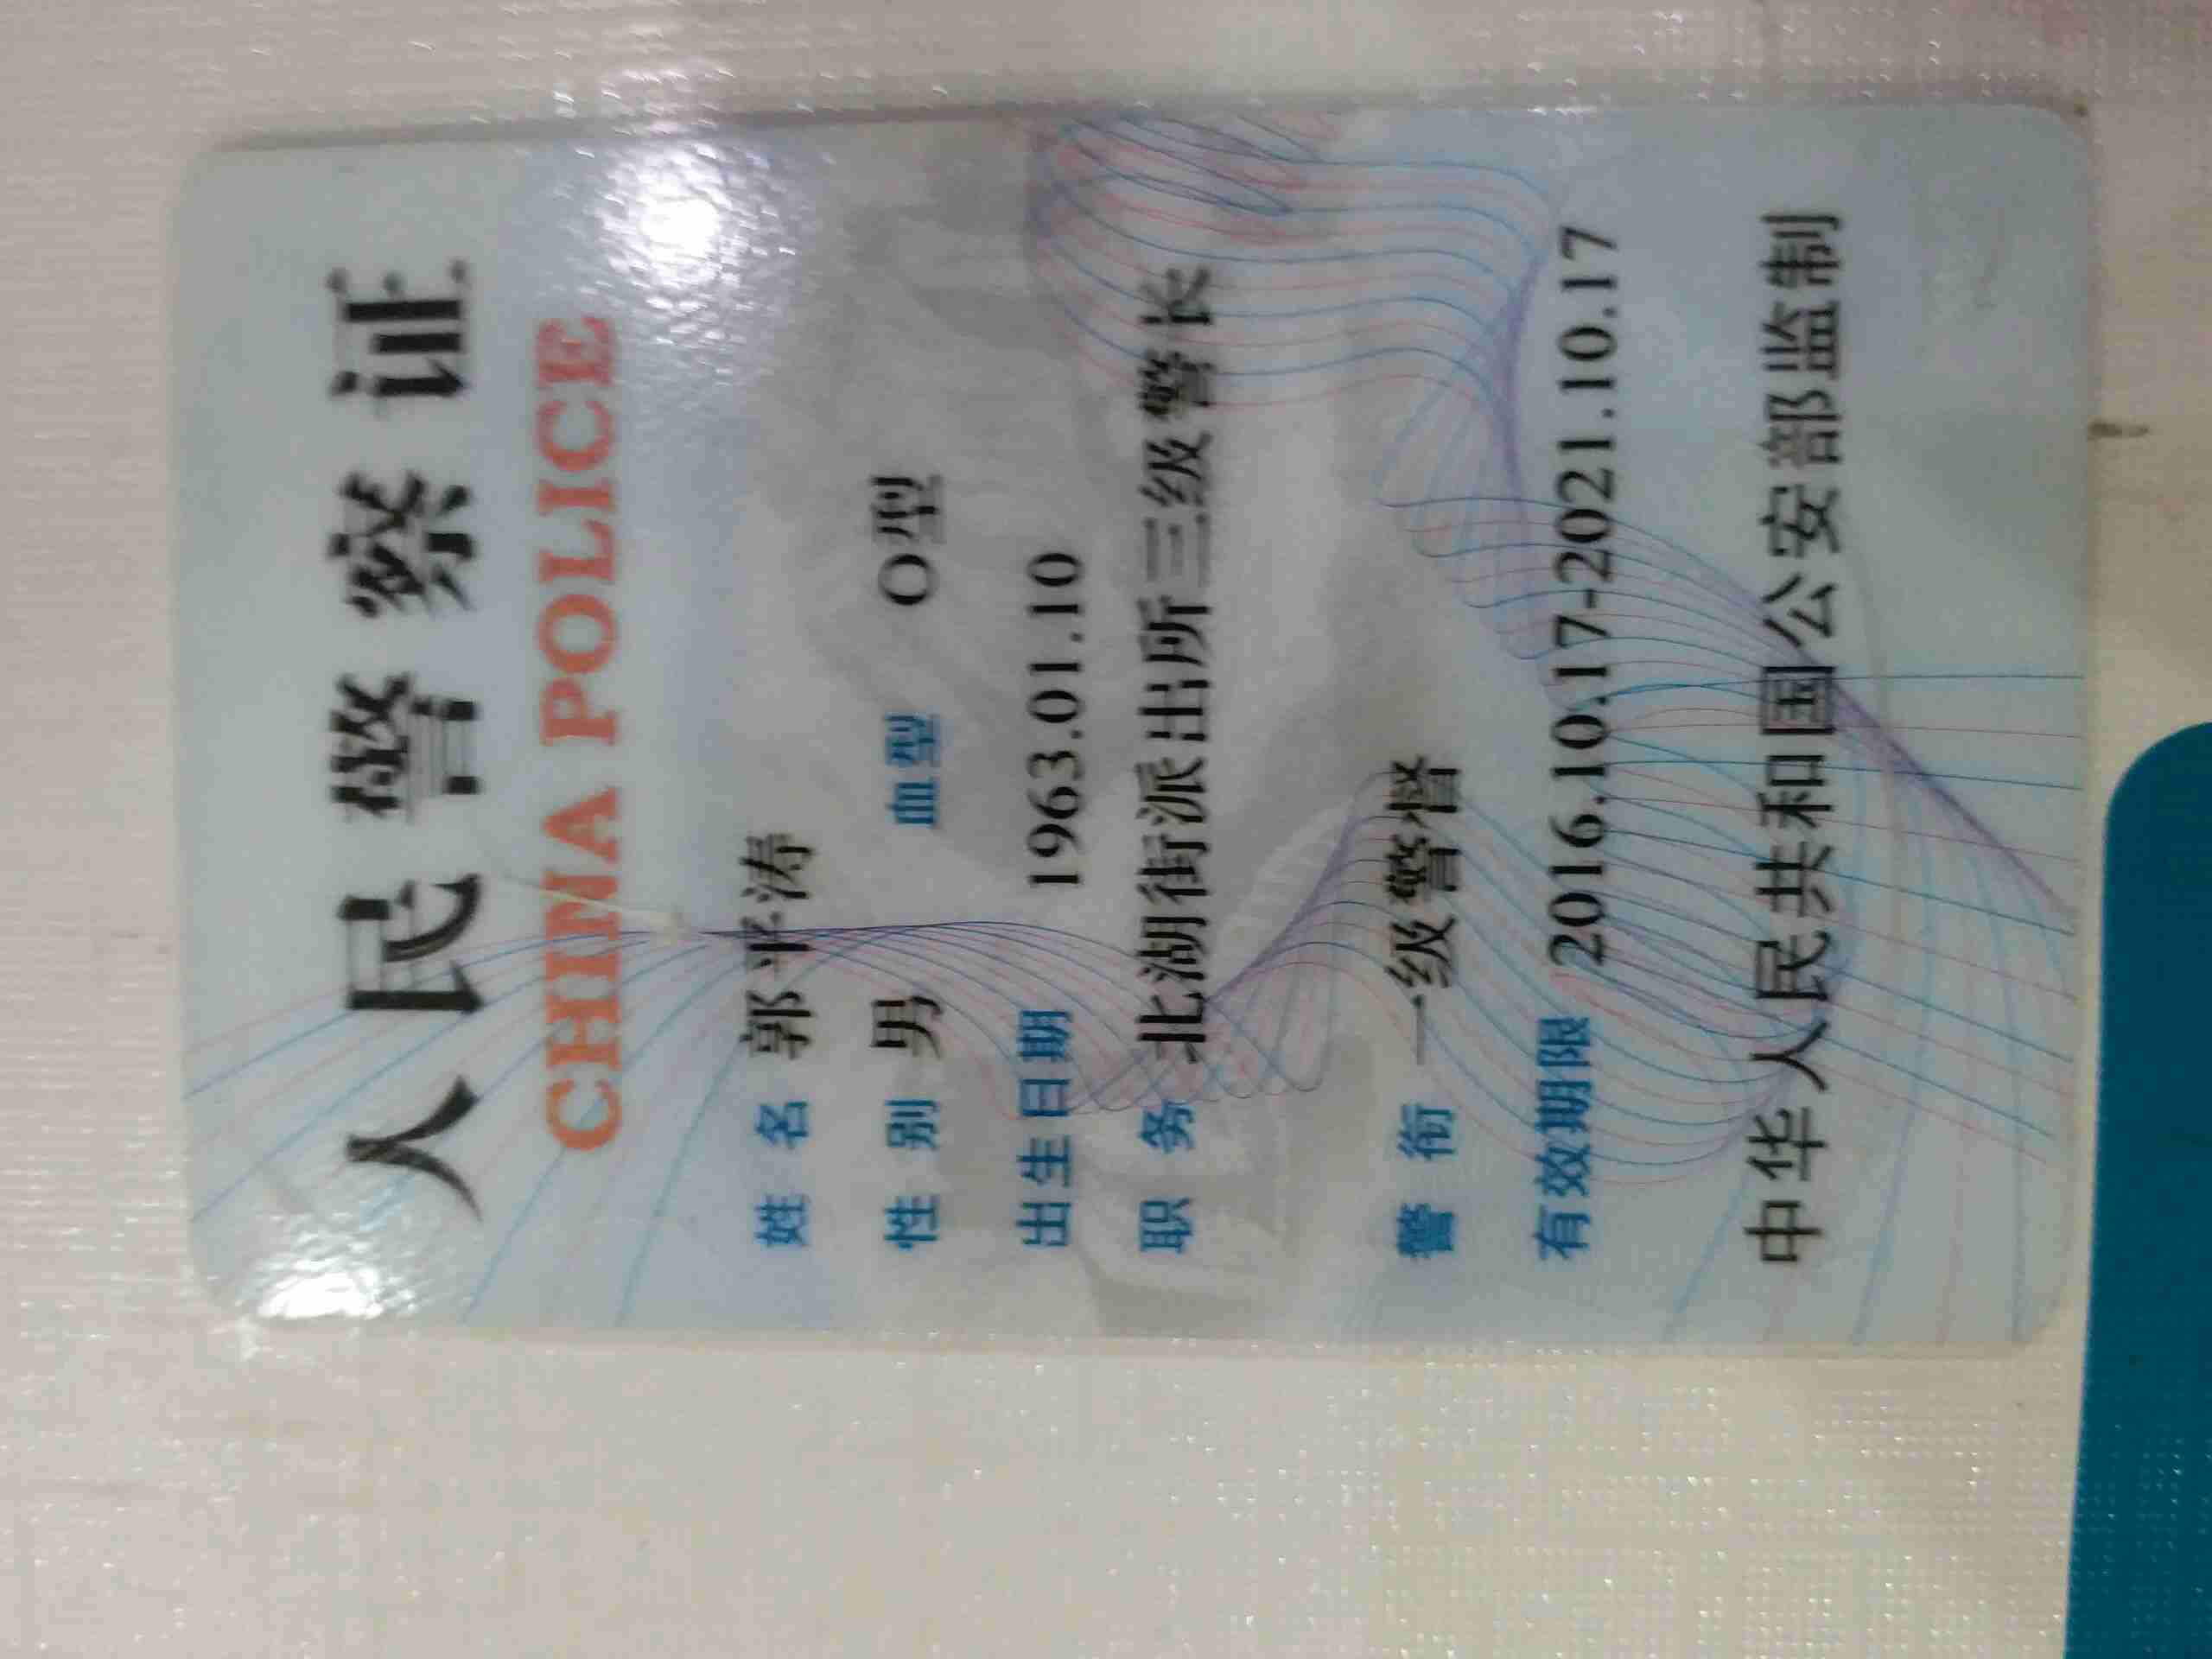 人民警察证
CHINA POLICE
姓名 郭平涛
性别 男 血型 O型
出生日期 1963.01.10
职务 北湖街派出所三级警长
警衔 一级警督
有效期限 2016.10.17-2021.10.17
中华人民共和国公安部监制